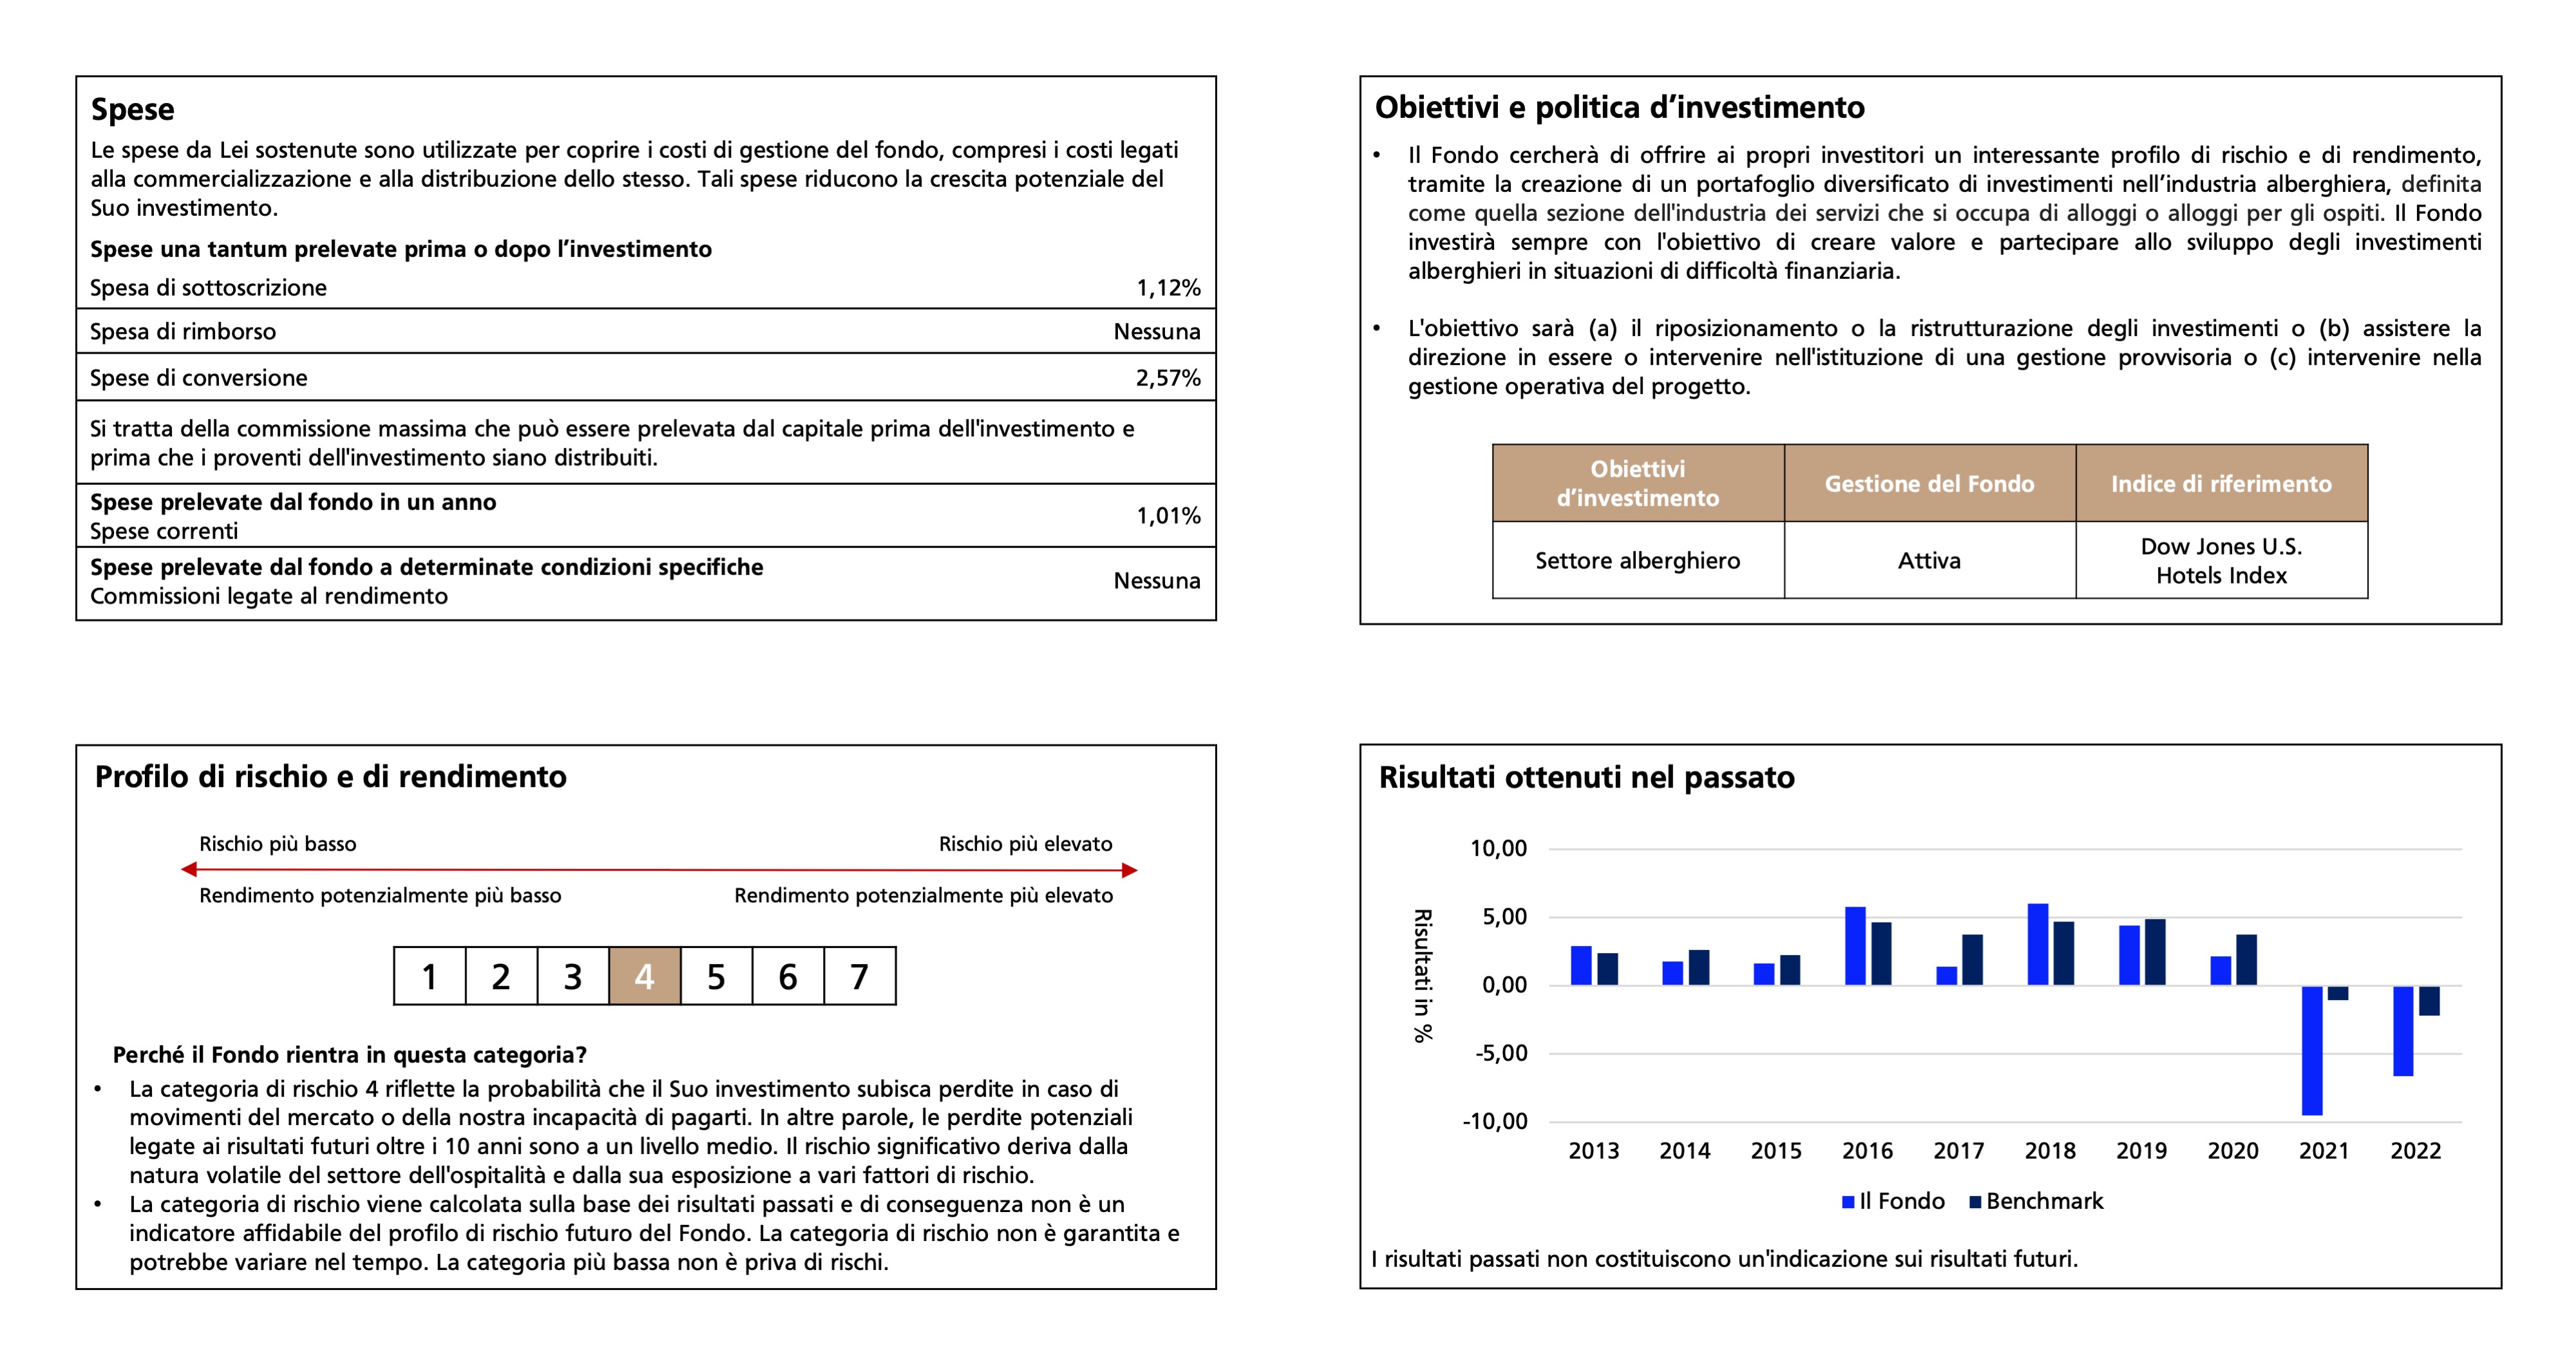 Spese
Le spese da Lei sostenute sono utilizzate per coprire i costi di gestione del fondo, compresi i costi legati
alla commercializzazione e alla distribuzione dello stesso. Tali spese riducono la crescita potenziale del
Suo investimento.
Spese una tantum prelevate prima o dopo l’investimento
Spesa di sottoscrizione 1,12%
Spesa di rimborso Nessuna
Spese di conversione 2,57%
Si tratta della commissione massima che può essere prelevata dal capitale prima dell'investimento e
prima che i proventi dell'investimento siano distribuiti.
Spese prelevate dal fondo in un anno
Spese correnti 1,01%
Spese prelevate dal fondo a determinate condizioni specifiche
Commissioni legate al rendimento Nessuna
Obiettivi e politica d’investimento
• Il Fondo cercherà di offrire ai propri investitori un interessante profilo di rischio e di rendimento,
tramite la creazione di un portafoglio diversificato di investimenti nell’industria alberghiera, definita
come quella sezione dell'industria dei servizi che si occupa di alloggi o alloggi per gli ospiti. Il Fondo
investirà sempre con l'obiettivo di creare valore e partecipare allo sviluppo degli investimenti
alberghieri in situazioni di difficoltà finanziaria.
• L'obiettivo sarà (a) il riposizionamento o la ristrutturazione degli investimenti o (b) assistere la
direzione in essere o intervenire nell'istituzione di una gestione provvisoria o (c) intervenire nella
gestione operativa del progetto.
Obiettivi
d’investimento
Gestione del Fondo
Indice di riferimento
Settore alberghiero
Attiva
Dow Jones U.S.
Hotels Index
Profilo di rischio e di rendimento
Rischio più basso Rischio più elevato
Rendimento potenzialmente più basso Rendimento potenzialmente più elevato
1 2 3 4 5 6 7
Perché il Fondo rientra in questa categoria?
• La categoria di rischio 4 riflette la probabilità che il Suo investimento subisca perdite in caso di
movimenti del mercato o della nostra incapacità di pagarti. In altre parole, le perdite potenziali
legate ai risultati futuri oltre i 10 anni sono a un livello medio. Il rischio significativo deriva dalla
natura volatile del settore dell'ospitalità e dalla sua esposizione a vari fattori di rischio.
• La categoria di rischio viene calcolata sulla base dei risultati passati e di conseguenza non è un
indicatore affidabile del profilo di rischio futuro del Fondo. La categoria di rischio non è garantita e
potrebbe variare nel tempo. La categoria più bassa non è priva di rischi.
Risultati ottenuti nel passato
Risultati in %
10,00
5,00
0,00
-5,00
-10,00
2013 2014 2015 2016 2017 2018 2019 2020 2021 2022
Il Fondo Benchmark
I risultati passati non costituiscono un'indicazione sui risultati futuri.